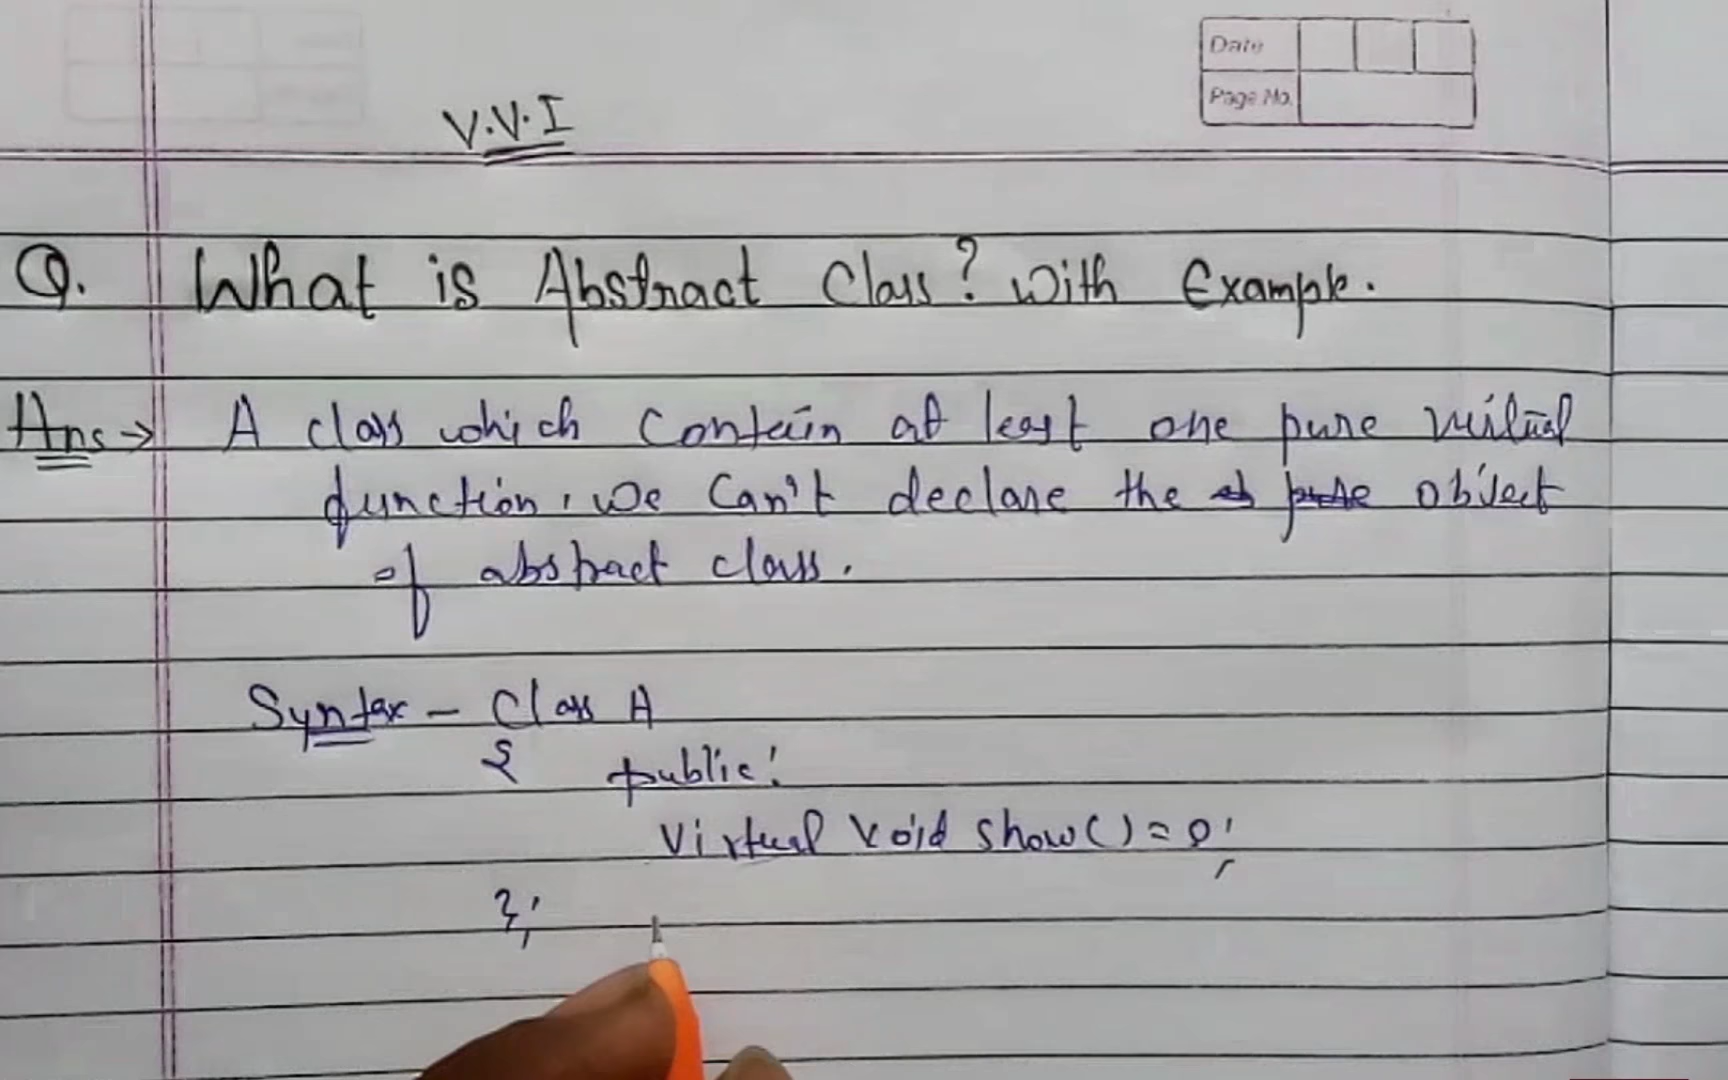 Date
Page No.
V.V.I
Q. What is Abstract Class? With Example.
Ans → A class which contain at least one pure virtual
function, we can't declare the object
of abstract class.
Syntax - Class A
{ public:
virtual void show() = 0;
};